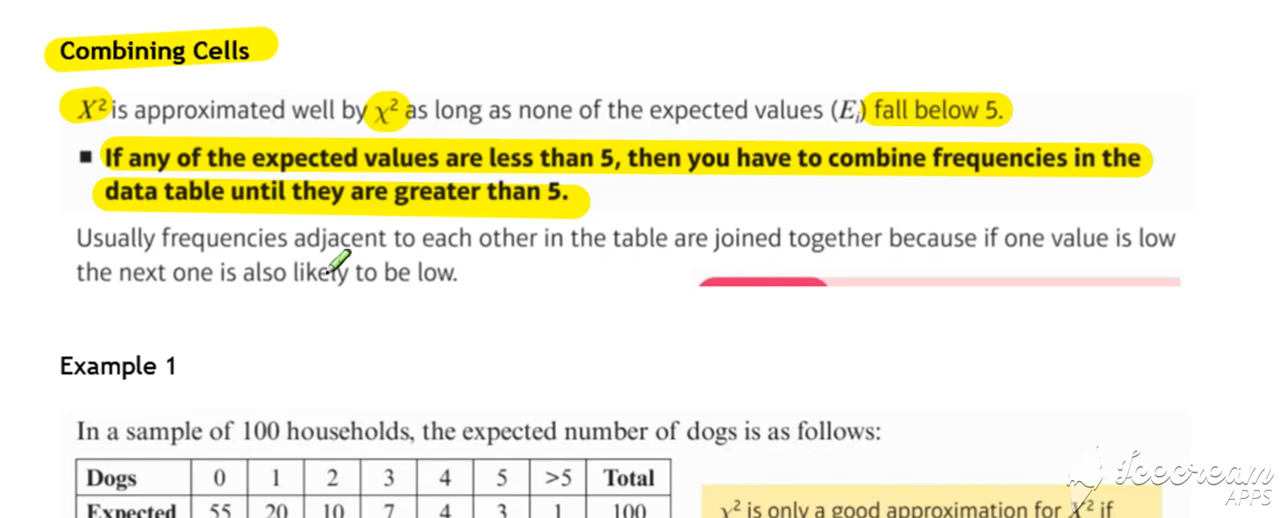 Combining Cells
X² is approximated well by χ² as long as none of the expected values (Eᵢ) fall below 5.
■ If any of the expected values are less than 5, then you have to combine frequencies in the
data table until they are greater than 5.
Usually frequencies adjacent to each other in the table are joined together because if one value is low
the next one is also likely to be low.
Example 1
In a sample of 100 households, the expected number of dogs is as follows:
Dogs 0 1 2 3 4 5 >5 Total
Expected 55 20 10 7 4 3 1 100
χ² is only a good approximation for X² if
Icecream
APPS